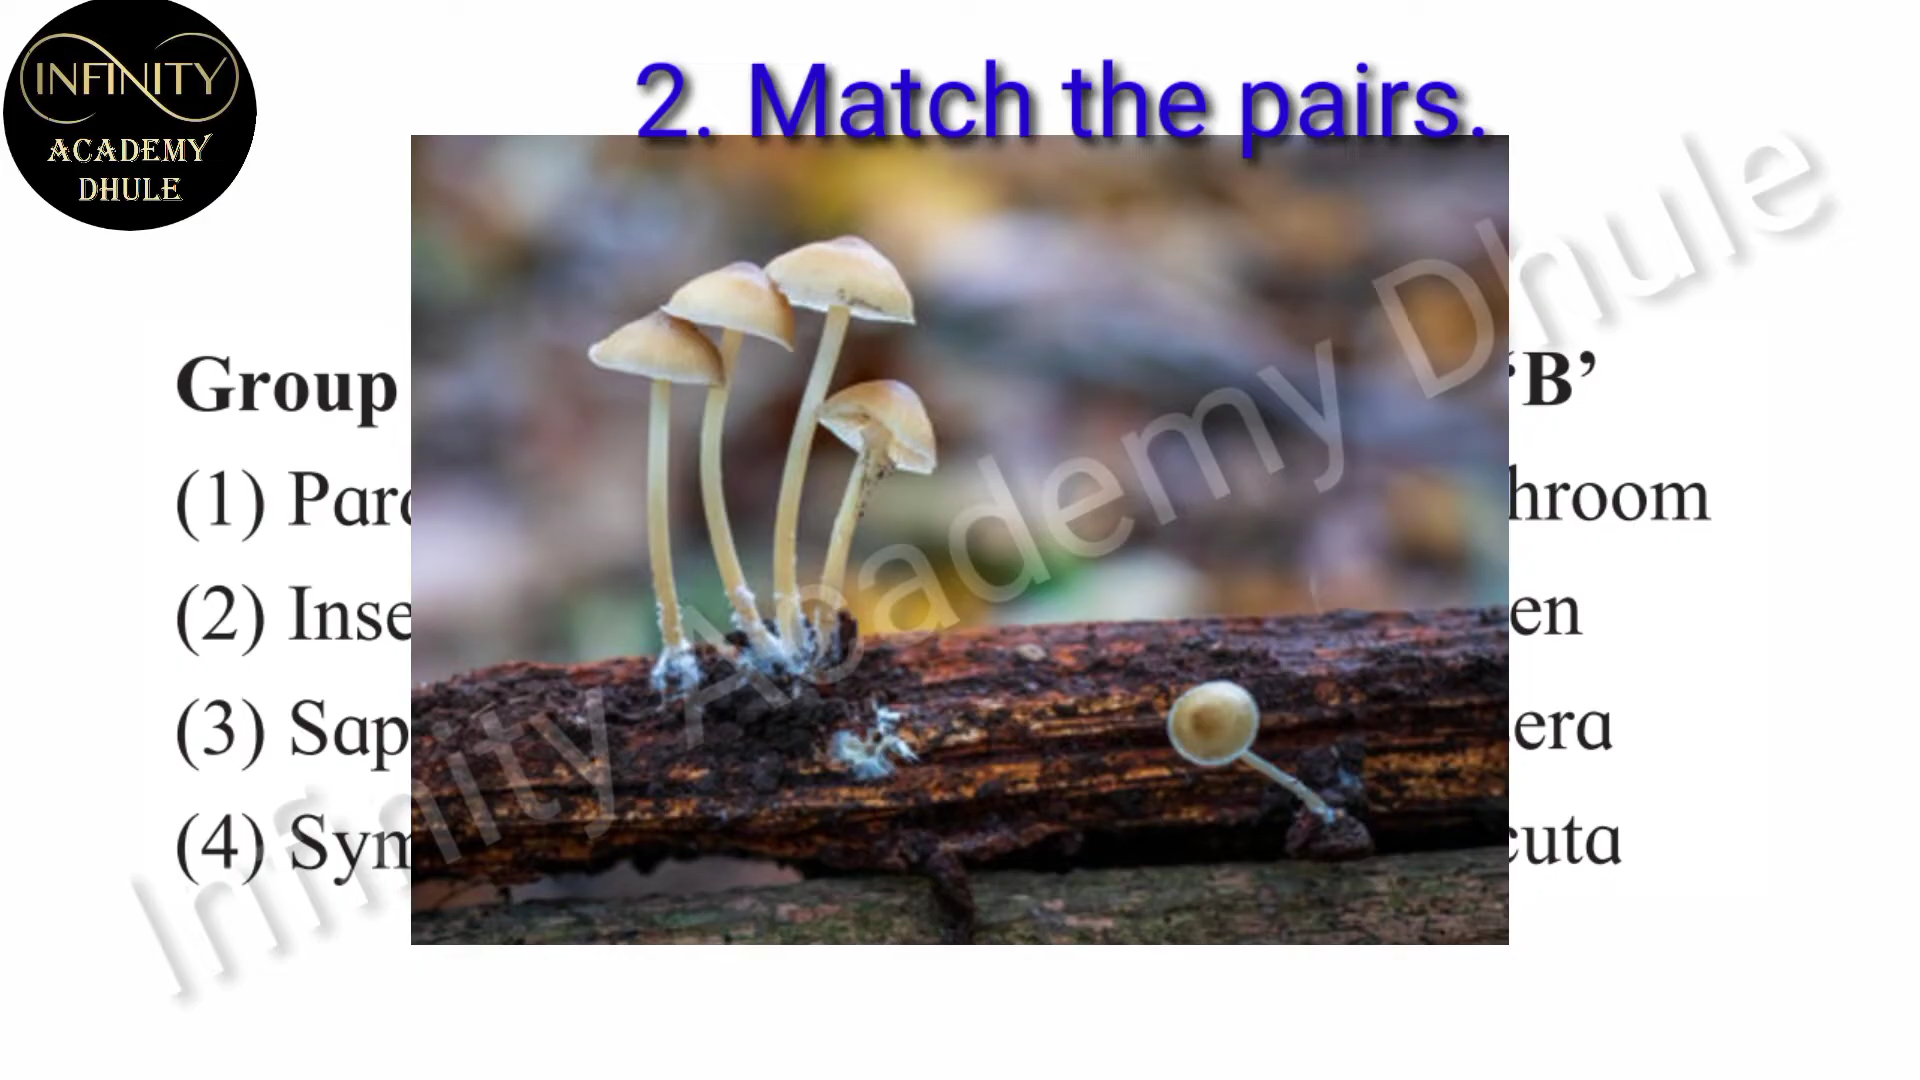 INFINITY
ACADEMY
DHULE
2. Match the pairs.
Group ‘B’
(1) Para hroom
(2) Inse en
(3) Sap era
(4) Sym cuta
Infinity Academy Dhule